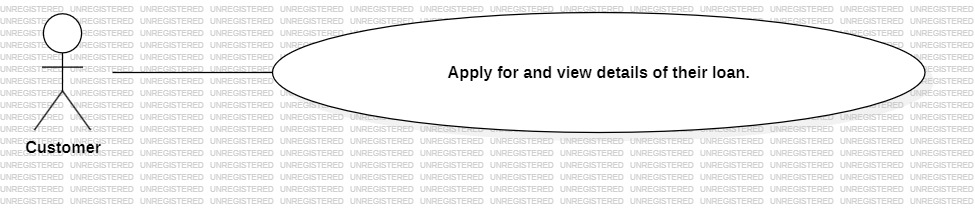 Apply for and view details of their loan.
Customer
UNREGISTERED